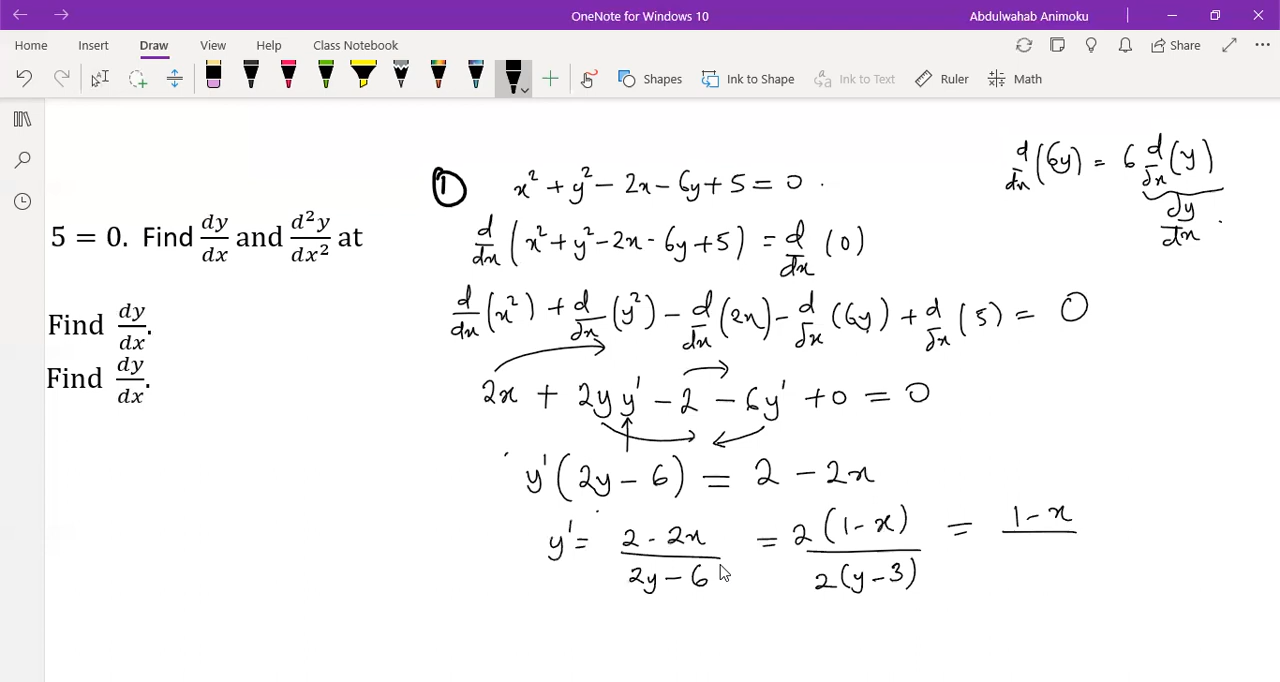 OneNote for Windows 10
Abdulwahab Animoku
Home Insert Draw View Help Class Notebook Share
Shapes Ink to Shape Ink to Text Ruler Math
5 = 0. Find dy/dx and d²y/dx² at
Find dy/dx.
Find dy/dx.
① x² + y² - 2x - 6y + 5 = 0.
d/dx (6y) = 6 d/dx (y)
dy/dx.
d/dx (x² + y² - 2x - 6y + 5) = d/dx (0)
d/dx (x²) + d/dx (y²) - d/dx (2x) - d/dx (6y) + d/dx (5) = 0
2x + 2y y' - 2 - 6y' + 0 = 0
y' (2y - 6) = 2 - 2x
y' = (2 - 2x)/(2y - 6) = 2(1 - x)/2(y - 3) = 1 - x